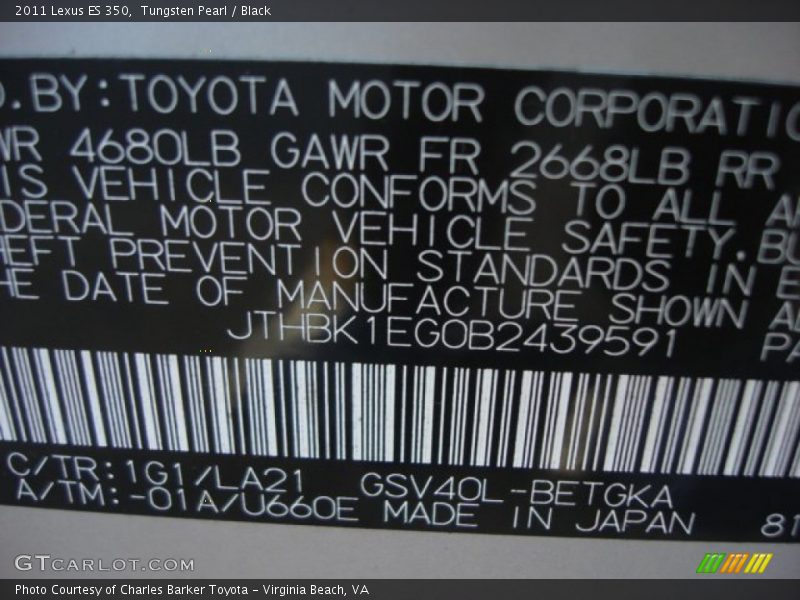 2011 Lexus ES 350, Tungsten Pearl / Black
D.BY:TOYOTA MOTOR CORPORATIO
WR 4680LB GAWR FR 2668LB RR
IS VEHICLE CONFORMS TO ALL A
DERAL MOTOR VEHICLE SAFETY.BU
HEFT PREVENTION STANDARDS IN E
HE DATE OF MANUFACTURE SHOWN A
JTHBK1EG0B2439591 PA
C/TR:1G1/LA21 GSV40L-BETGKA
A/TM:-01A/U660E MADE IN JAPAN 81
GTCARLOT.COM
Photo Courtesy of Charles Barker Toyota - Virginia Beach, VA